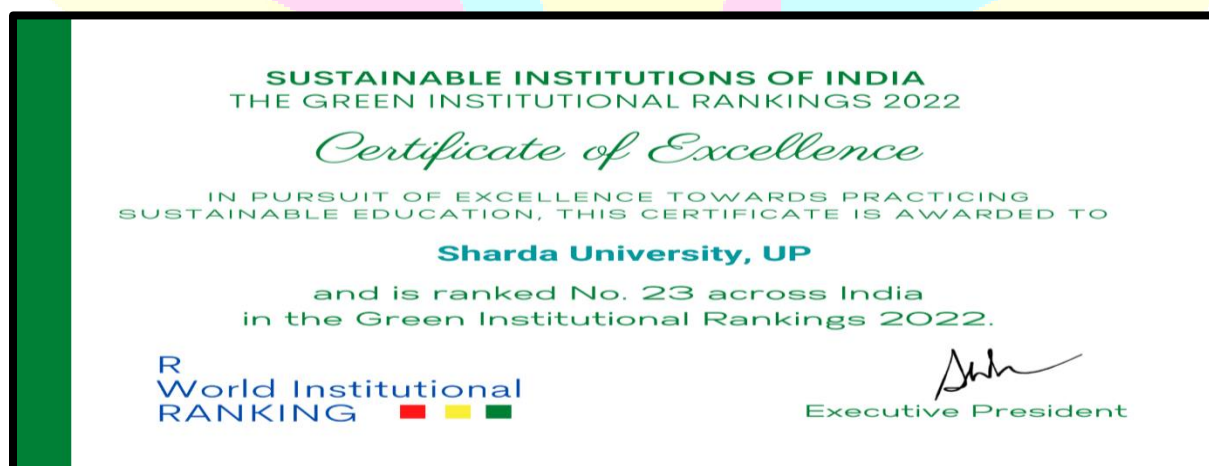 SUSTAINABLE INSTITUTIONS OF INDIA
THE GREEN INSTITUTIONAL RANKINGS 2022
Certificate of Excellence
IN PURSUIT OF EXCELLENCE TOWARDS PRACTICING
SUSTAINABLE EDUCATION, THIS CERTIFICATE IS AWARDED TO
Sharda University, UP
and is ranked No. 23 across India
in the Green Institutional Rankings 2022.
R
World Institutional
RANKING
Executive President